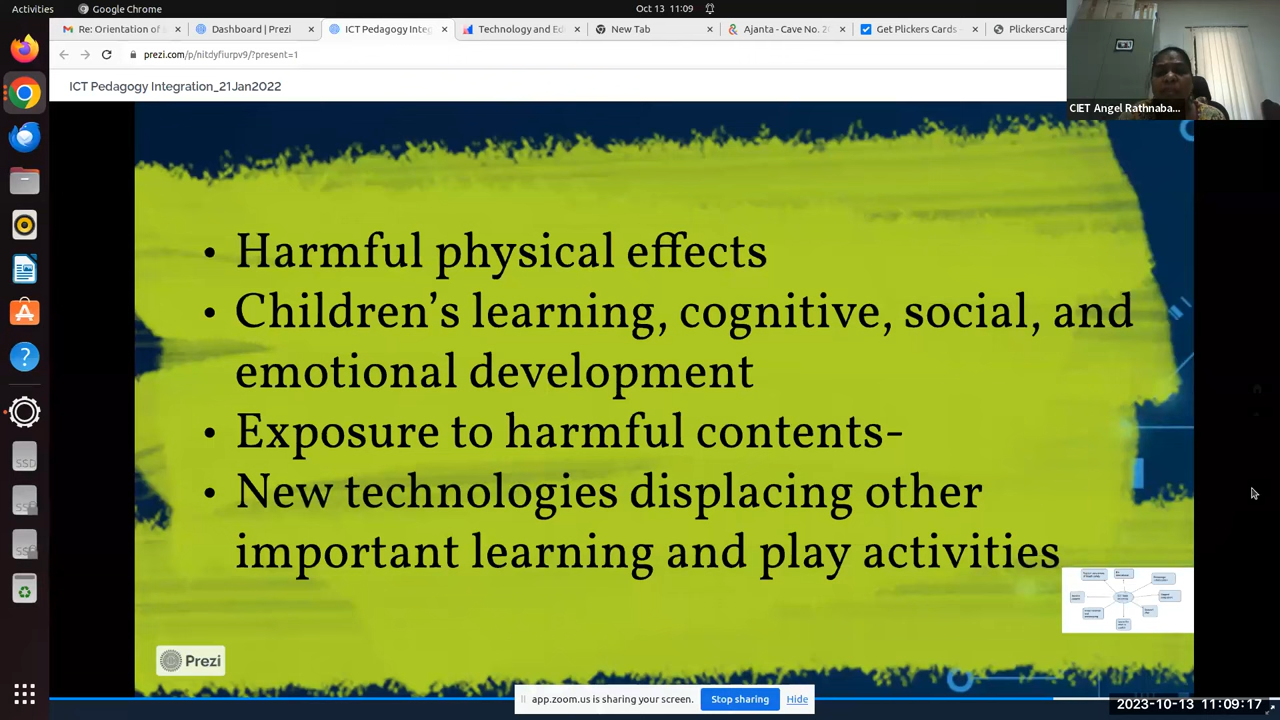 Activities
Google Chrome
Oct 13 11:09
Re: Orientation of
Dashboard | Prezi
ICT Pedagogy Integ
Technology and Ed
New Tab
Ajanta - Cave No. 2
Get Plickers Cards -
PlickersCards
prezi.com/p/nitdyfiurpv9/?present=1
ICT Pedagogy Integration_21Jan2022
CIET Angel Rathnaba...
• Harmful physical effects
• Children’s learning, cognitive, social, and
emotional development
• Exposure to harmful contents-
• New technologies displacing other
important learning and play activities
Prezi
app.zoom.us is sharing your screen.
Stop sharing
Hide
2023-10-13 11:09:17